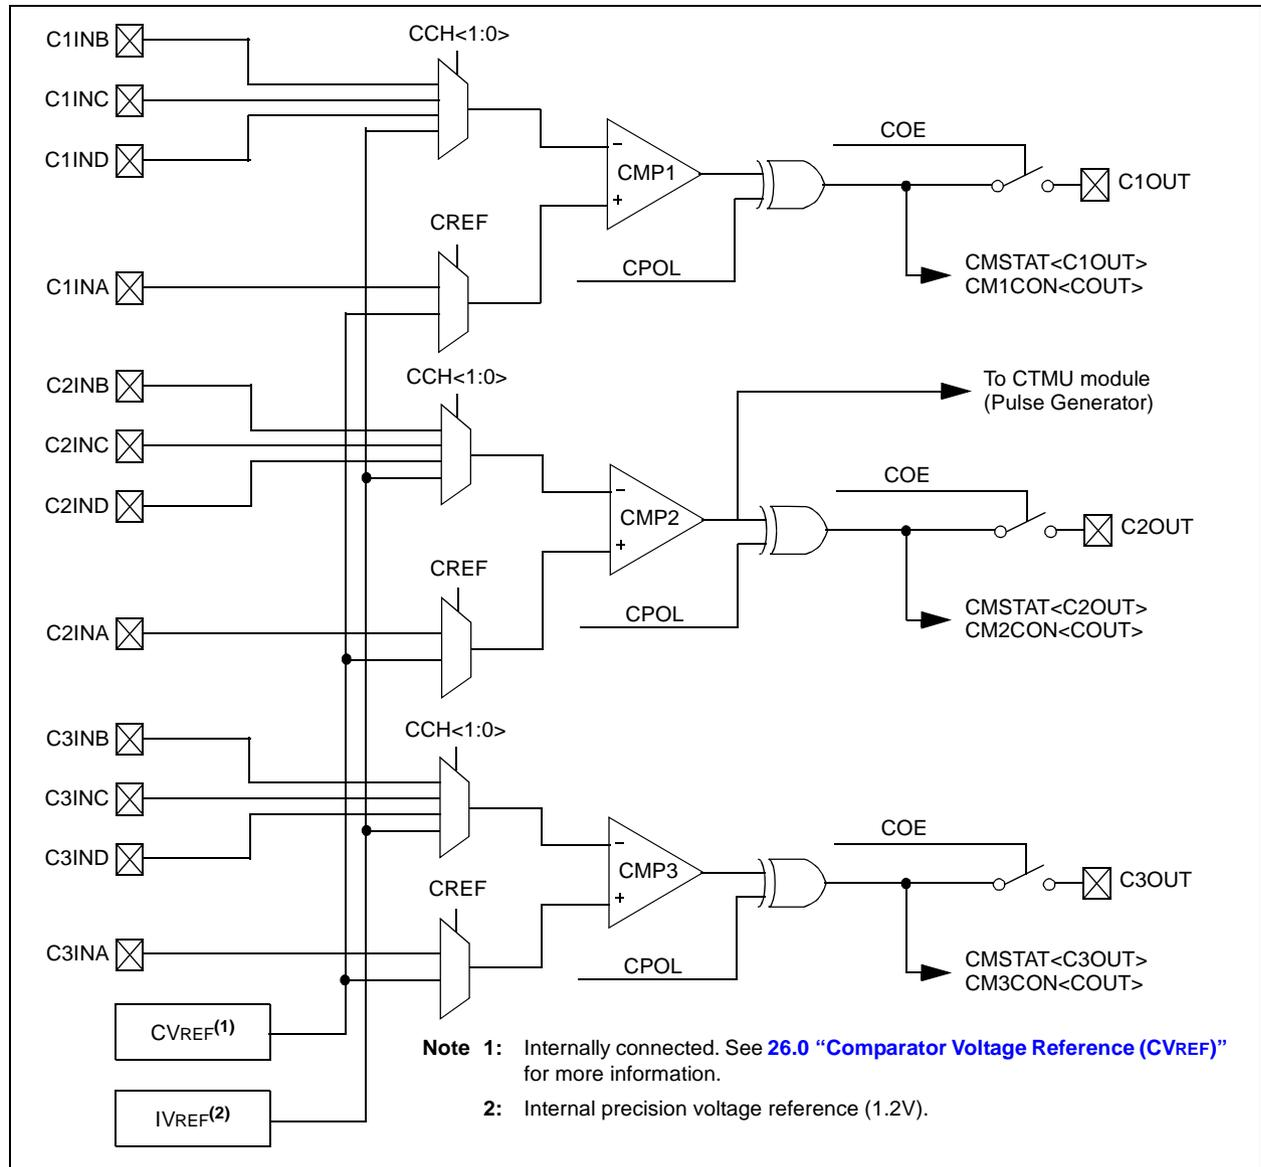 CCH<1:0>
C1INB
C1INC
C1IND
CREF
C1INA
CMP1
−
+
CPOL
COE
C1OUT
CMSTAT<C1OUT>
CM1CON<COUT>
CCH<1:0>
C2INB
C2INC
C2IND
CREF
C2INA
CMP2
−
+
CPOL
To CTMU module
(Pulse Generator)
COE
C2OUT
CMSTAT<C2OUT>
CM2CON<COUT>
CCH<1:0>
C3INB
C3INC
C3IND
CREF
C3INA
CMP3
−
+
CPOL
COE
C3OUT
CMSTAT<C3OUT>
CM3CON<COUT>
CVREF(1)
IVREF(2)
Note 1: Internally connected. See 26.0 “Comparator Voltage Reference (CVREF)”
for more information.
2: Internal precision voltage reference (1.2V).